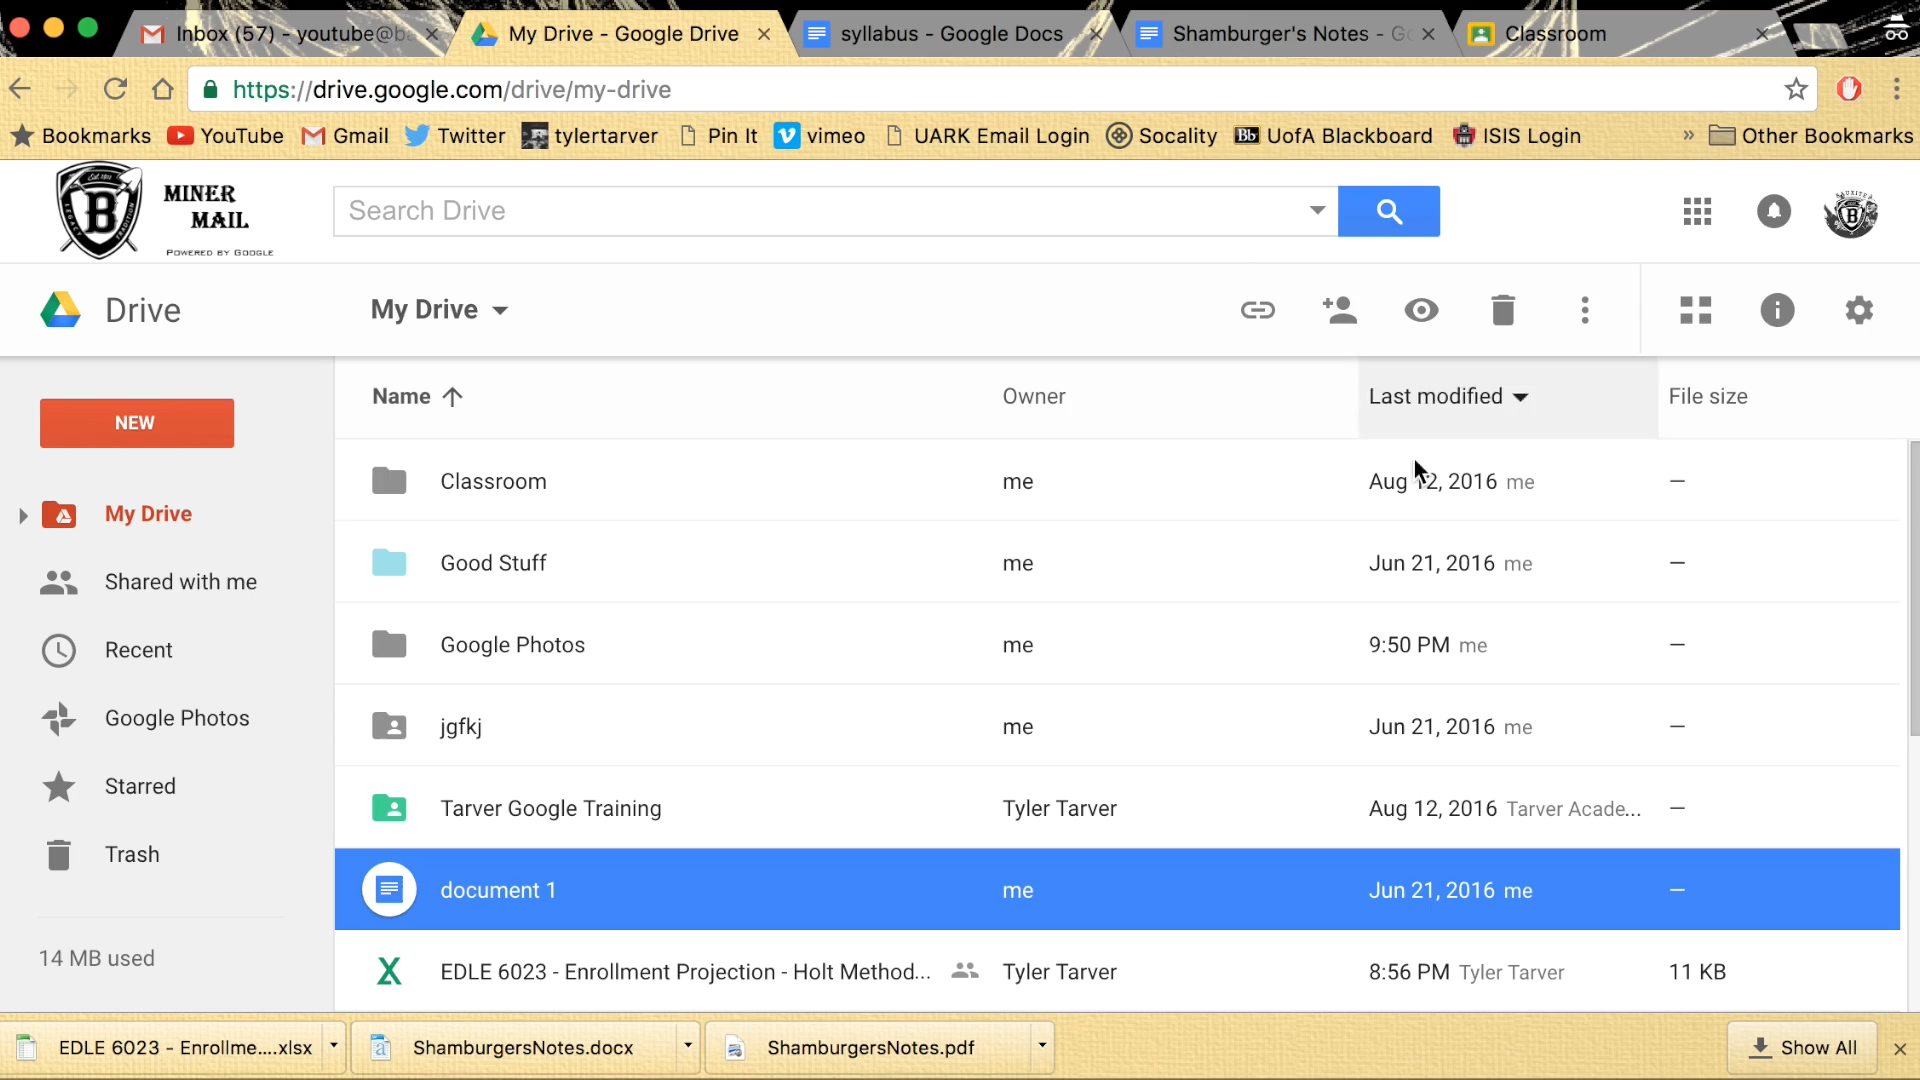 Inbox (57) - youtube@b
My Drive - Google Drive
syllabus - Google Docs
Shamburger's Notes - Go
Classroom
https://drive.google.com/drive/my-drive
Bookmarks YouTube Gmail Twitter tylertarver Pin It vimeo UARK Email Login Socality UofA Blackboard ISIS Login » Other Bookmarks
MINER
MAIL
POWERED BY GOOGLE
Search Drive
Drive
My Drive
NEW
My Drive
Shared with me
Recent
Google Photos
Starred
Trash
14 MB used
Name Owner Last modified File size
Classroom me Aug 12, 2016 me —
Good Stuff me Jun 21, 2016 me —
Google Photos me 9:50 PM me —
jgfkj me Jun 21, 2016 me —
Tarver Google Training Tyler Tarver Aug 12, 2016 Tarver Acade... —
document 1 me Jun 21, 2016 me —
EDLE 6023 - Enrollment Projection - Holt Method... Tyler Tarver 8:56 PM Tyler Tarver 11 KB
EDLE 6023 - Enrollme....xlsx
ShamburgersNotes.docx
ShamburgersNotes.pdf
Show All